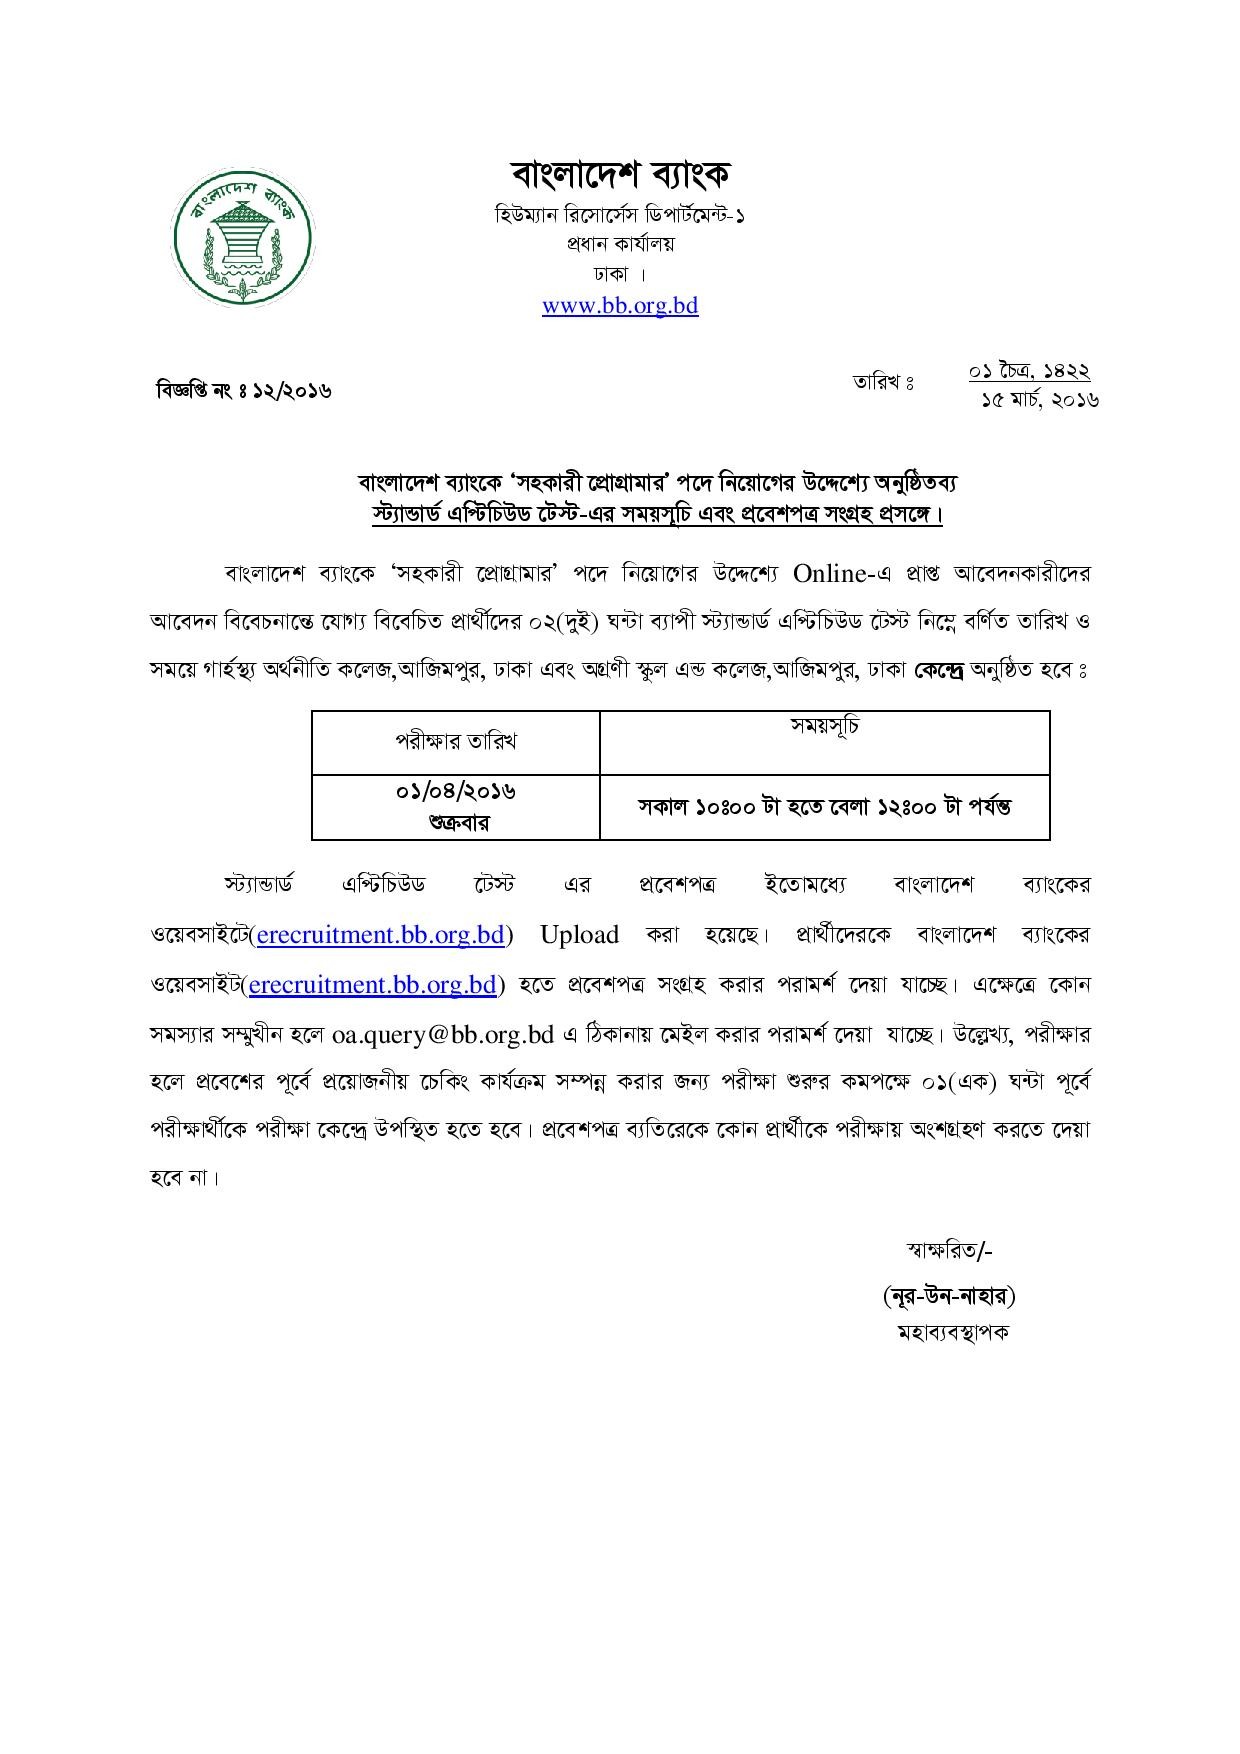 বাংলাদেশ ব্যাংক
বাংলাদেশ ব্যাংক
হিউম্যান রিসোর্সেস ডিপার্টমেন্ট-১
প্রধান কার্যালয়
ঢাকা ।
www.bb.org.bd
বিজ্ঞপ্তি নং ঃ ১২/২০১৬
তারিখ ঃ
০১ চৈত্র, ১৪২২
১৫ মার্চ, ২০১৬
বাংলাদেশ ব্যাংকে ‘সহকারী প্রোগ্রামার’ পদে নিয়োগের উদ্দেশ্যে অনুষ্ঠিতব্য
স্ট্যান্ডার্ড এপ্টিচিউড টেস্ট-এর সময়সূচি এবং প্রবেশপত্র সংগ্রহ প্রসঙ্গে।
বাংলাদেশ ব্যাংকে ‘সহকারী প্রোগ্রামার’ পদে নিয়োগের উদ্দেশ্যে Online-এ প্রাপ্ত আবেদনকারীদের
আবেদন বিবেচনান্তে যোগ্য বিবেচিত প্রার্থীদের ০২(দুই) ঘন্টা ব্যাপী স্ট্যান্ডার্ড এপ্টিচিউড টেস্ট নিম্নে বর্ণিত তারিখ ও
সময়ে গার্হস্থ্য অর্থনীতি কলেজ,আজিমপুর, ঢাকা এবং অগ্রণী স্কুল এন্ড কলেজ,আজিমপুর, ঢাকা কেন্দ্রে অনুষ্ঠিত হবে ঃ
পরীক্ষার তারিখ
সময়সূচি
০১/০৪/২০১৬
শুক্রবার
সকাল ১০ঃ০০ টা হতে বেলা ১২ঃ০০ টা পর্যন্ত
স্ট্যান্ডার্ড এপ্টিচিউড টেস্ট এর প্রবেশপত্র ইতোমধ্যে বাংলাদেশ ব্যাংকের
ওয়েবসাইটে(erecruitment.bb.org.bd) Upload করা হয়েছে। প্রার্থীদেরকে বাংলাদেশ ব্যাংকের
ওয়েবসাইট(erecruitment.bb.org.bd) হতে প্রবেশপত্র সংগ্রহ করার পরামর্শ দেয়া যাচ্ছে। এক্ষেত্রে কোন
সমস্যার সম্মুখীন হলে oa.query@bb.org.bd এ ঠিকানায় মেইল করার পরামর্শ দেয়া যাচ্ছে। উল্লেখ্য, পরীক্ষার
হলে প্রবেশের পূর্বে প্রয়োজনীয় চেকিং কার্যক্রম সম্পন্ন করার জন্য পরীক্ষা শুরুর কমপক্ষে ০১(এক) ঘন্টা পূর্বে
পরীক্ষার্থীকে পরীক্ষা কেন্দ্রে উপস্থিত হতে হবে। প্রবেশপত্র ব্যতিরেকে কোন প্রার্থীকে পরীক্ষায় অংশগ্রহণ করতে দেয়া
হবে না।
স্বাক্ষরিত/-
(নূর-উন-নাহার)
মহাব্যবস্থাপক